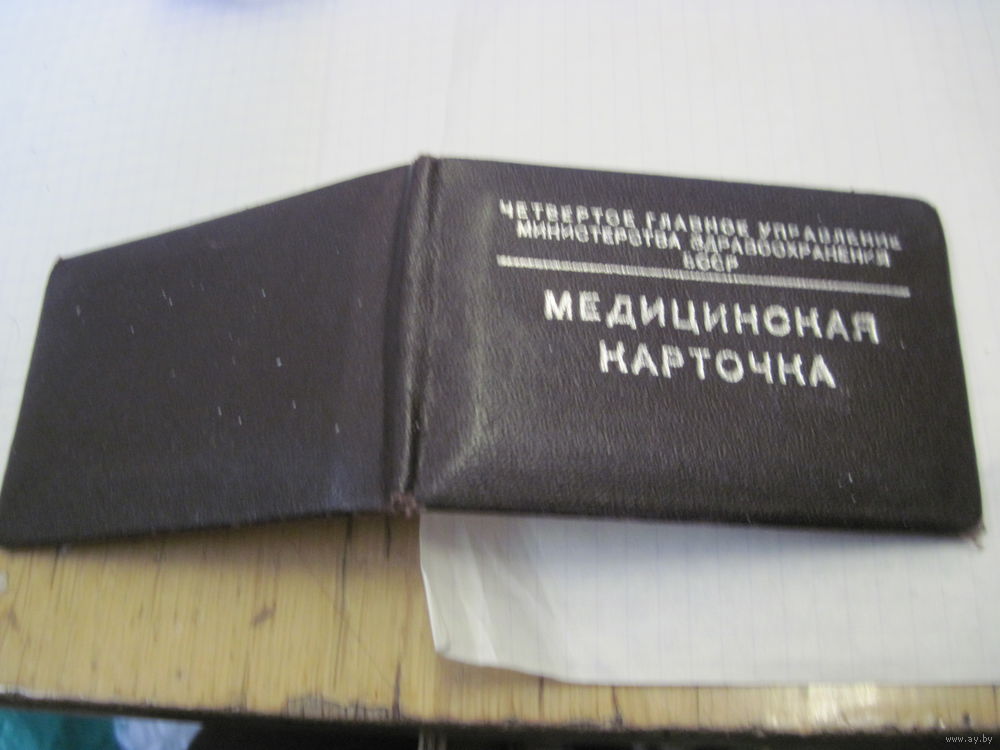 ЧЕТВЕРТОЕ ГЛАВНОЕ УПРАВЛЕНИЕ
МИНИСТЕРСТВА ЗДРАВООХРАНЕНИЯ
БССР
МЕДИЦИНСКАЯ
КАРТОЧКА
www.ay.by